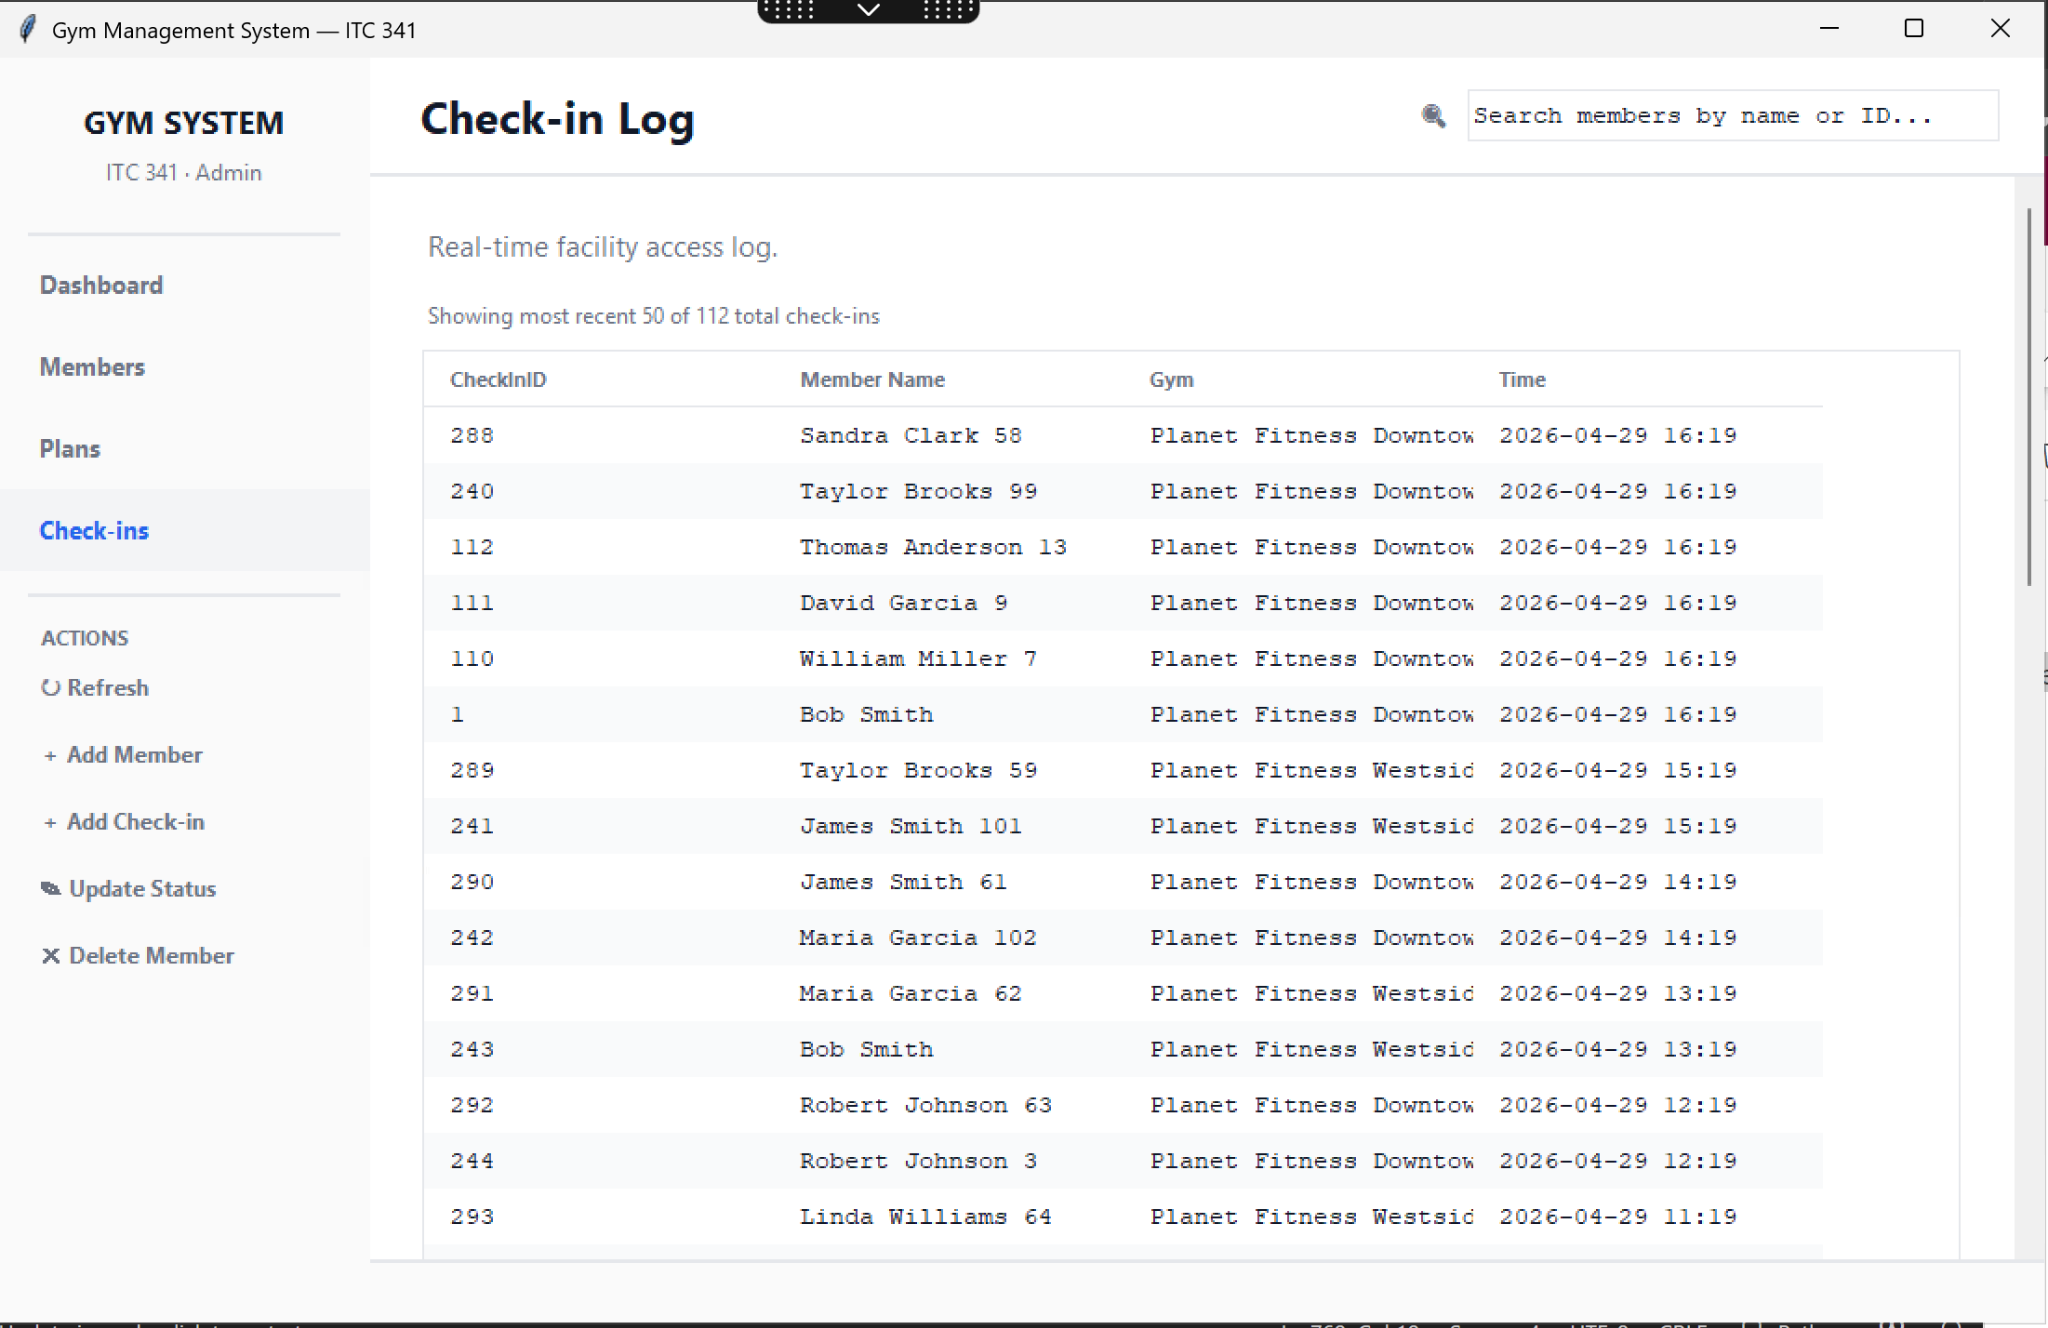 Gym Management System — ITC 341
GYM SYSTEM
ITC 341 · Admin
Dashboard
Members
Plans
Check-ins
ACTIONS
Refresh
+ Add Member
+ Add Check-in
Update Status
✕ Delete Member
Check-in Log
Search members by name or ID...
Real-time facility access log.
Showing most recent 50 of 112 total check-ins
CheckInID Member Name Gym Time
288 Sandra Clark 58 Planet Fitness Downtow 2026-04-29 16:19
240 Taylor Brooks 99 Planet Fitness Downtow 2026-04-29 16:19
112 Thomas Anderson 13 Planet Fitness Downtow 2026-04-29 16:19
111 David Garcia 9 Planet Fitness Downtow 2026-04-29 16:19
110 William Miller 7 Planet Fitness Downtow 2026-04-29 16:19
1 Bob Smith Planet Fitness Downtow 2026-04-29 16:19
289 Taylor Brooks 59 Planet Fitness Westsid 2026-04-29 15:19
241 James Smith 101 Planet Fitness Westsid 2026-04-29 15:19
290 James Smith 61 Planet Fitness Downtow 2026-04-29 14:19
242 Maria Garcia 102 Planet Fitness Downtow 2026-04-29 14:19
291 Maria Garcia 62 Planet Fitness Westsid 2026-04-29 13:19
243 Bob Smith Planet Fitness Westsid 2026-04-29 13:19
292 Robert Johnson 63 Planet Fitness Downtow 2026-04-29 12:19
244 Robert Johnson 3 Planet Fitness Downtow 2026-04-29 12:19
293 Linda Williams 64 Planet Fitness Westsid 2026-04-29 11:19